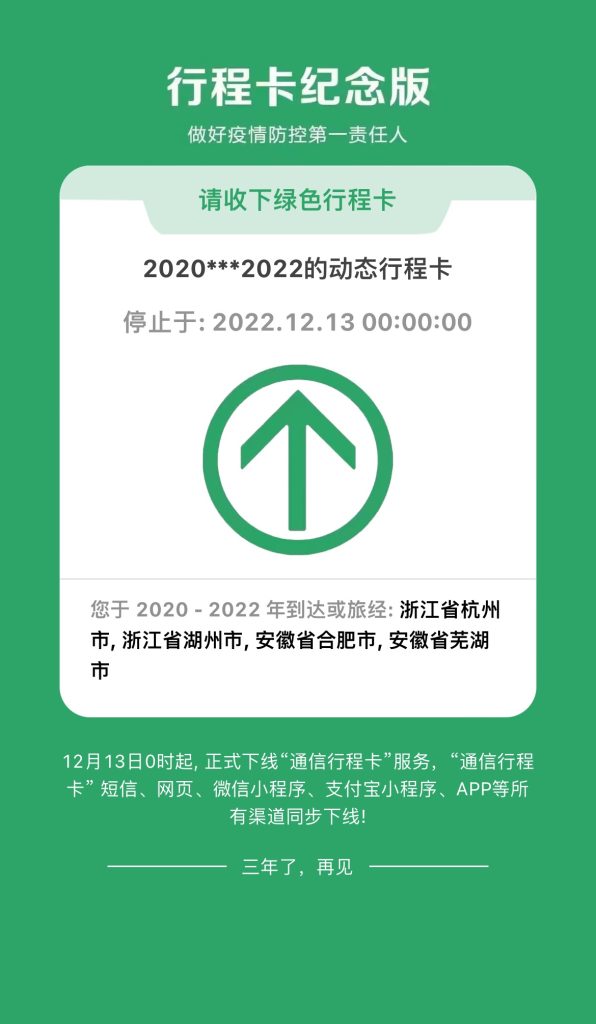 行程卡纪念版
做好疫情防控第一责任人
请收下绿色行程卡
2020***2022的动态行程卡
停止于: 2022.12.13 00:00:00
您于 2020 - 2022 年到达或旅经: 浙江省杭州
市, 浙江省湖州市, 安徽省合肥市, 安徽省芜湖
市
12月13日0时起, 正式下线“通信行程卡”服务，“通信行程
卡” 短信、网页、微信小程序、支付宝小程序、APP等所
有渠道同步下线!
三年了，再见